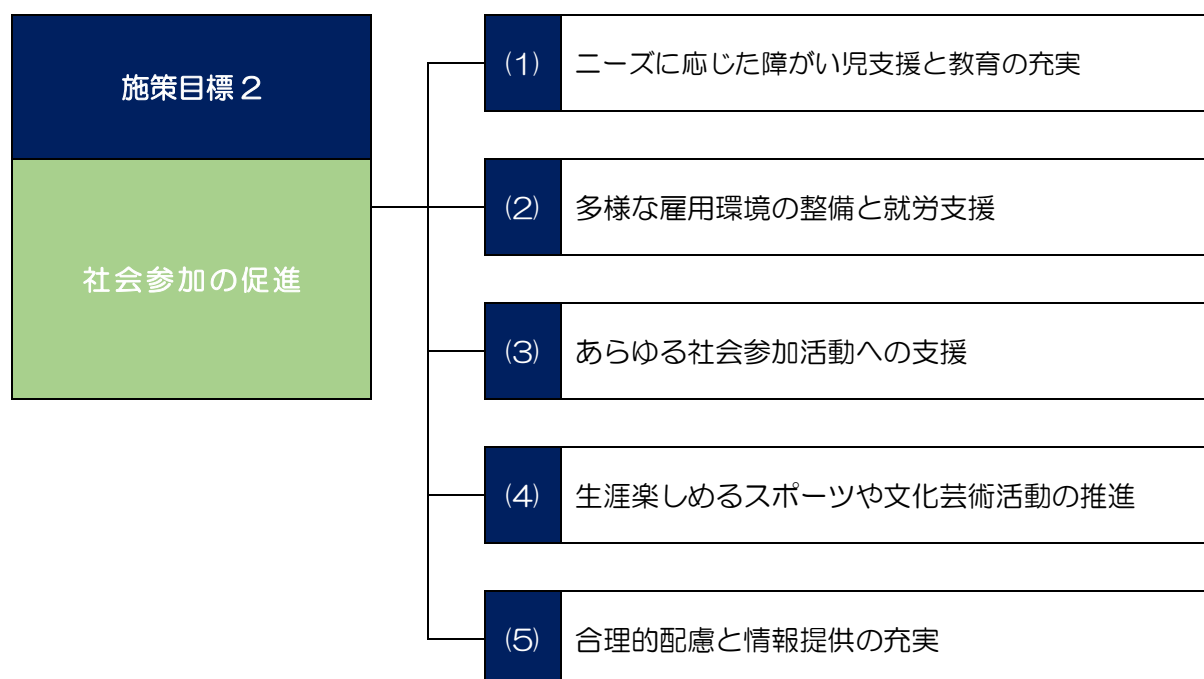 施策目標2
社会参加の促進
(1) ニーズに応じた障がい児支援と教育の充実
(2) 多様な雇用環境の整備と就労支援
(3) あらゆる社会参加活動への支援
(4) 生涯楽しめるスポーツや文化芸術活動の推進
(5) 合理的配慮と情報提供の充実